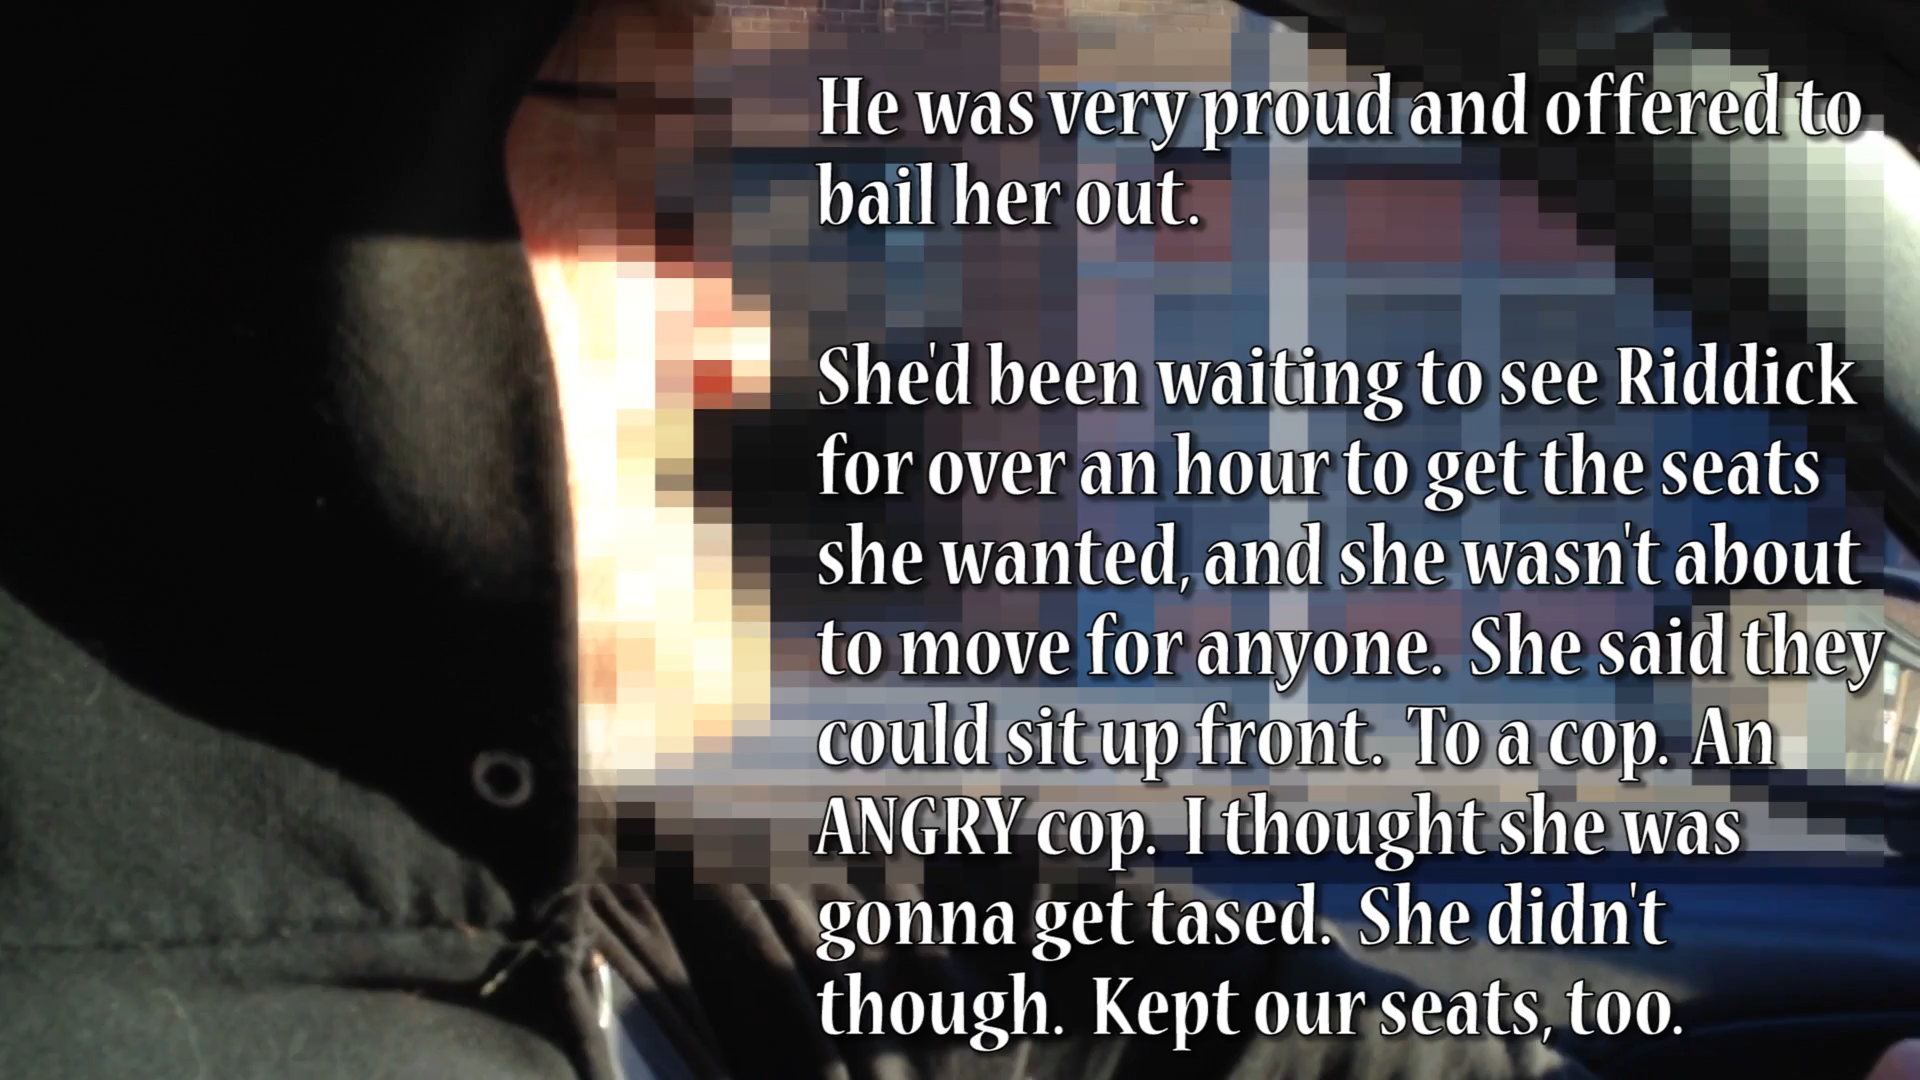 He was very proud and offered to
bail her out.
She'd been waiting to see Riddick
for over an hour to get the seats
she wanted, and she wasn't about
to move for anyone.  She said they
could sit up front.  To a cop.  An
ANGRY cop.  I thought she was
gonna get tased.  She didn't
though.  Kept our seats, too.